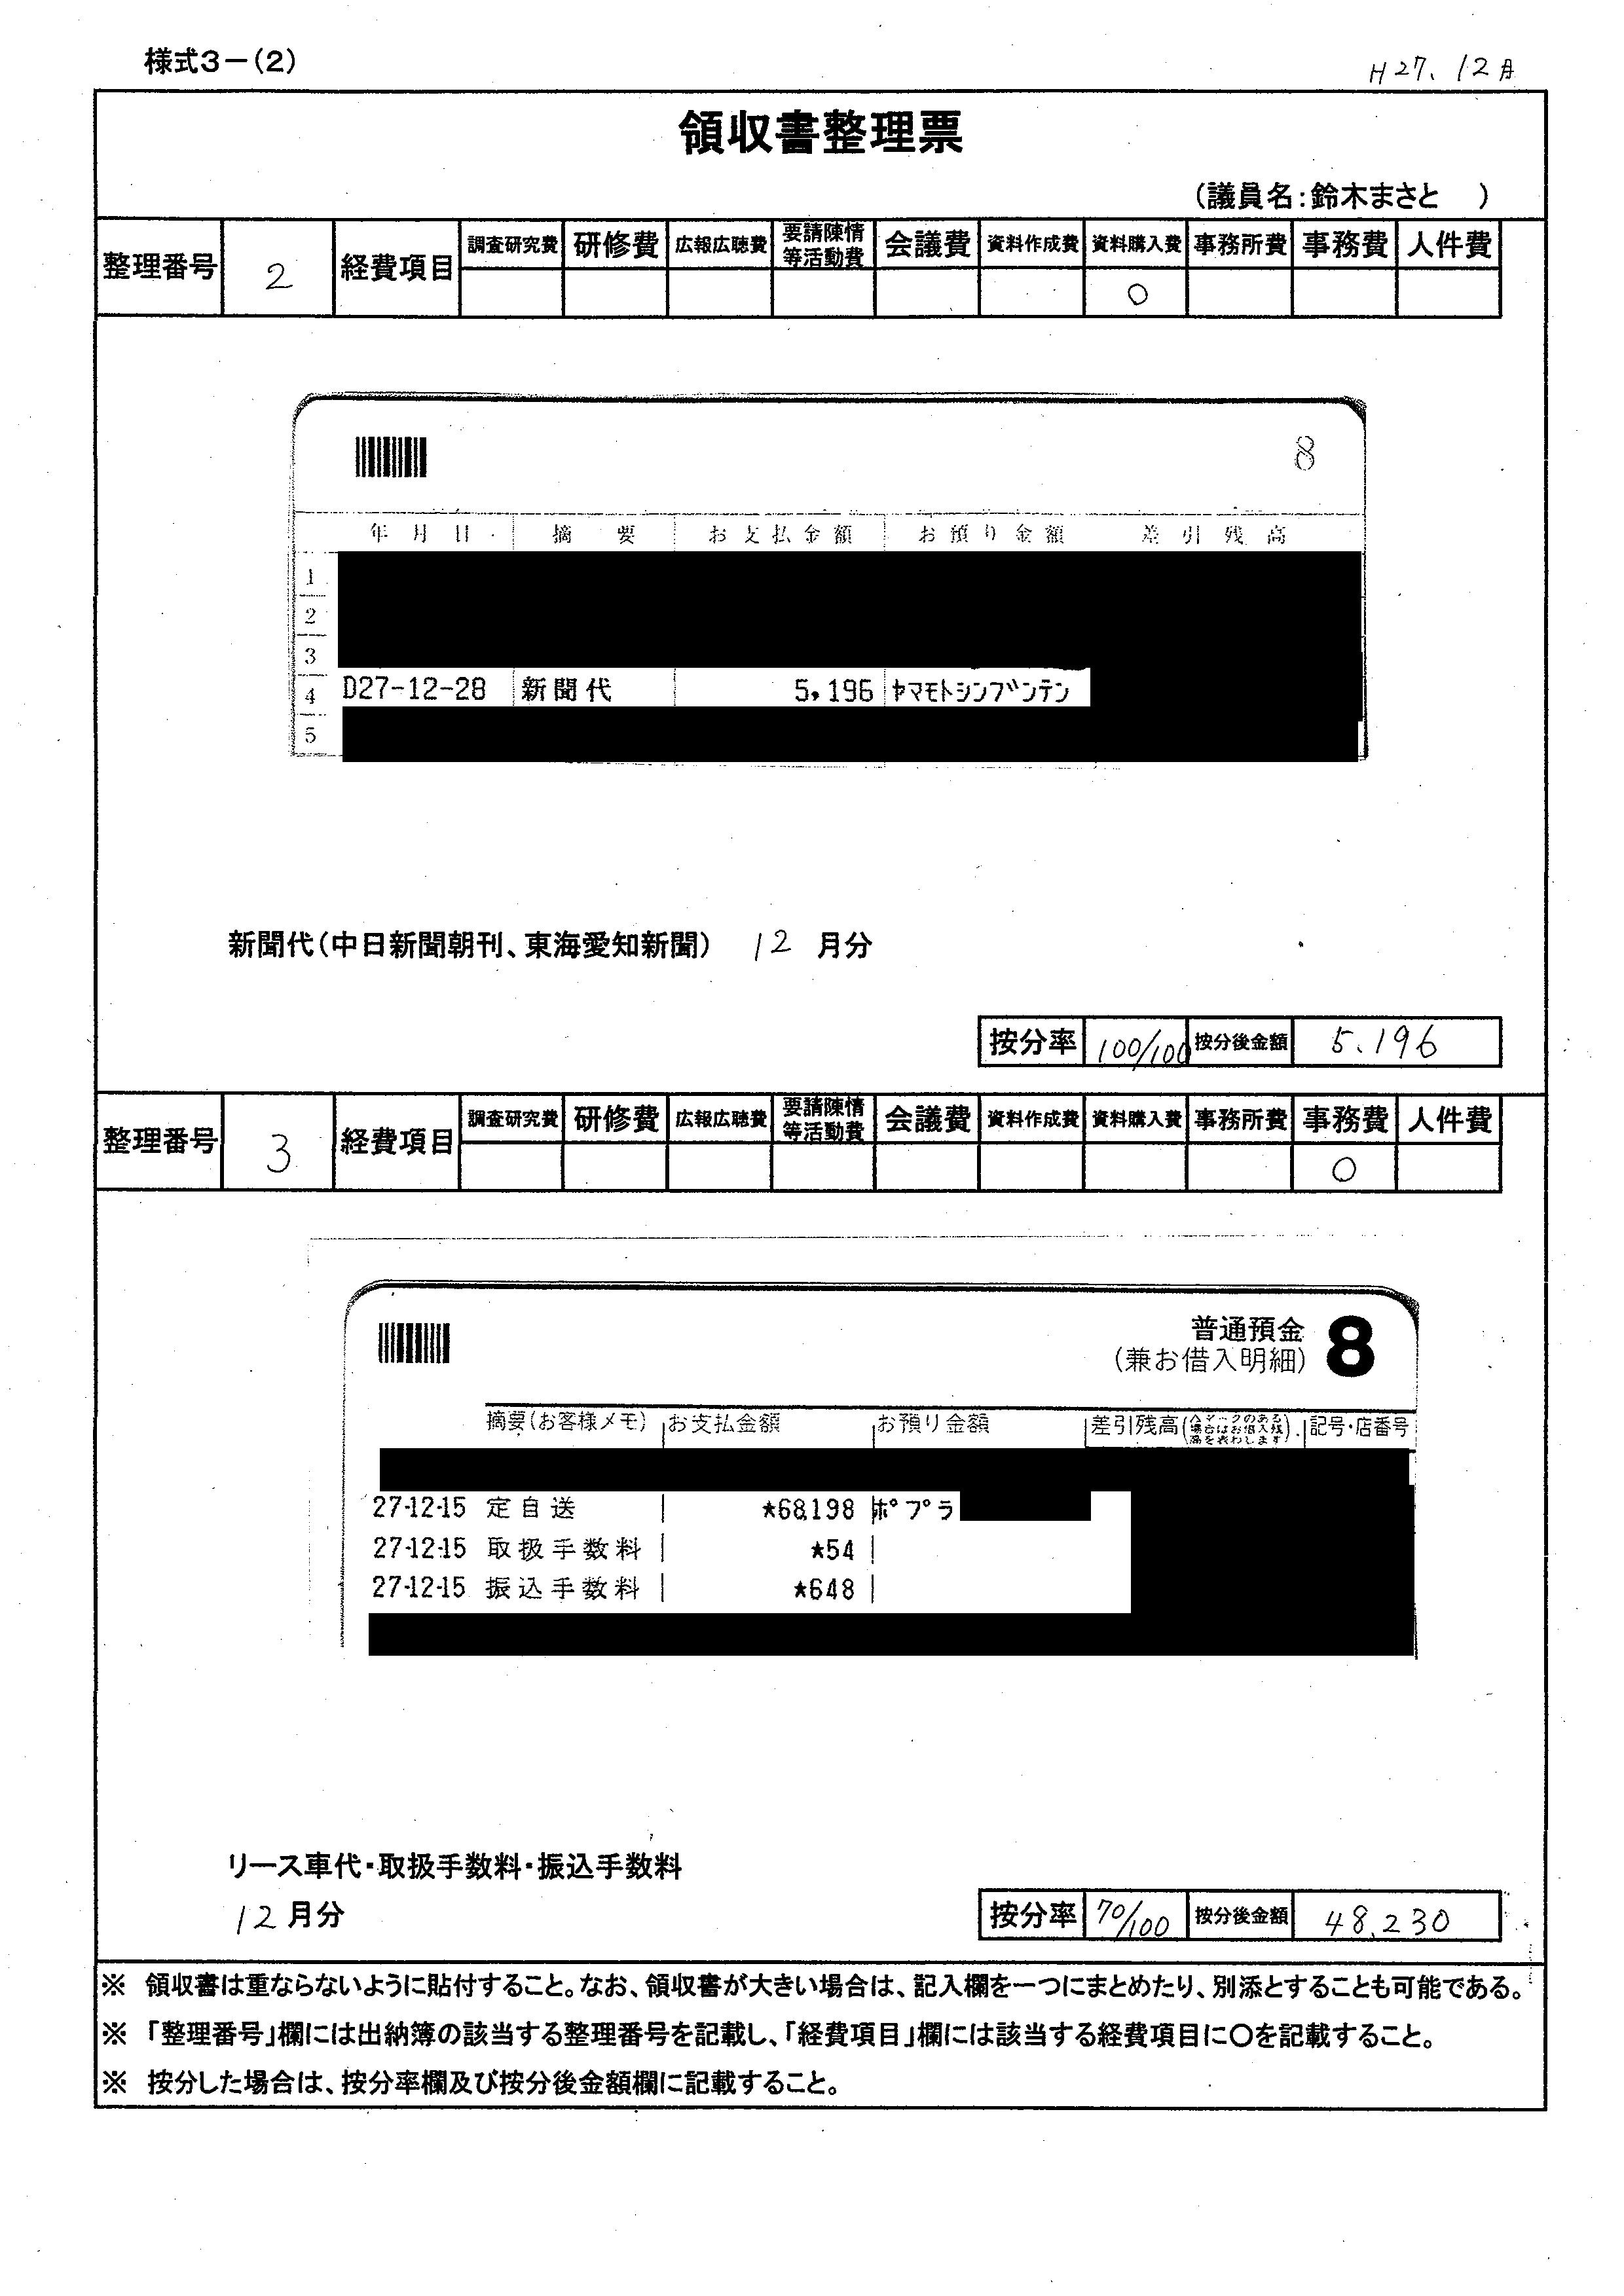 様式3-(2)
H27.12月
領収書整理票
(議員名:鈴木まさと )
整理番号 2 経費項目 調査研究費 研修費 広報広聴費 要請陳情等活動費 会議費 資料作成費 資料購入費 事務所費 事務費 人件費
○
8
年月日 摘要 お支払金額 お預り金額 差引残高
1
2
3
4 D27-12-28 新聞代 5,196 ヤマモトシンブンテン
5
新聞代(中日新聞朝刊、東海愛知新聞) 12 月分
按分率 100/100 按分後金額 5.196
整理番号 3 経費項目 調査研究費 研修費 広報広聴費 要請陳情等活動費 会議費 資料作成費 資料購入費 事務所費 事務費 人件費
○
普通預金 8
(兼お借入明細)
摘要(お客様メモ) お支払金額 お預り金額 差引残高 記号・店番号
27-12-15 定自送 ★68,198 ポプラ
27-12-15 取扱手数料 ★54
27-12-15 振込手数料 ★648
リース車代・取扱手数料・振込手数料
12月分
按分率 70/100 按分後金額 48.230
※ 領収書は重ならないように貼付すること。なお、領収書が大きい場合は、記入欄を一つにまとめたり、別添とすることも可能である。
※ 「整理番号」欄には出納簿の該当する整理番号を記載し、「経費項目」欄には該当する経費項目に〇を記載すること。
※ 按分した場合は、按分率欄及び按分後金額欄に記載すること。